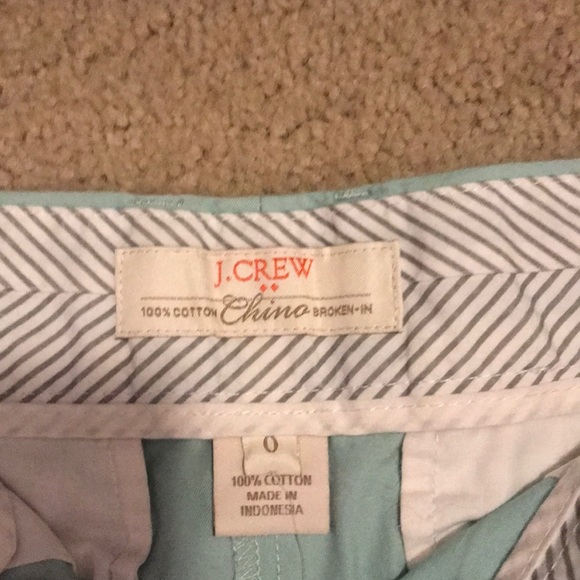 J.CREW
100% COTTON Chino BROKEN-IN
0
100% COTTON
MADE IN
INDONESIA